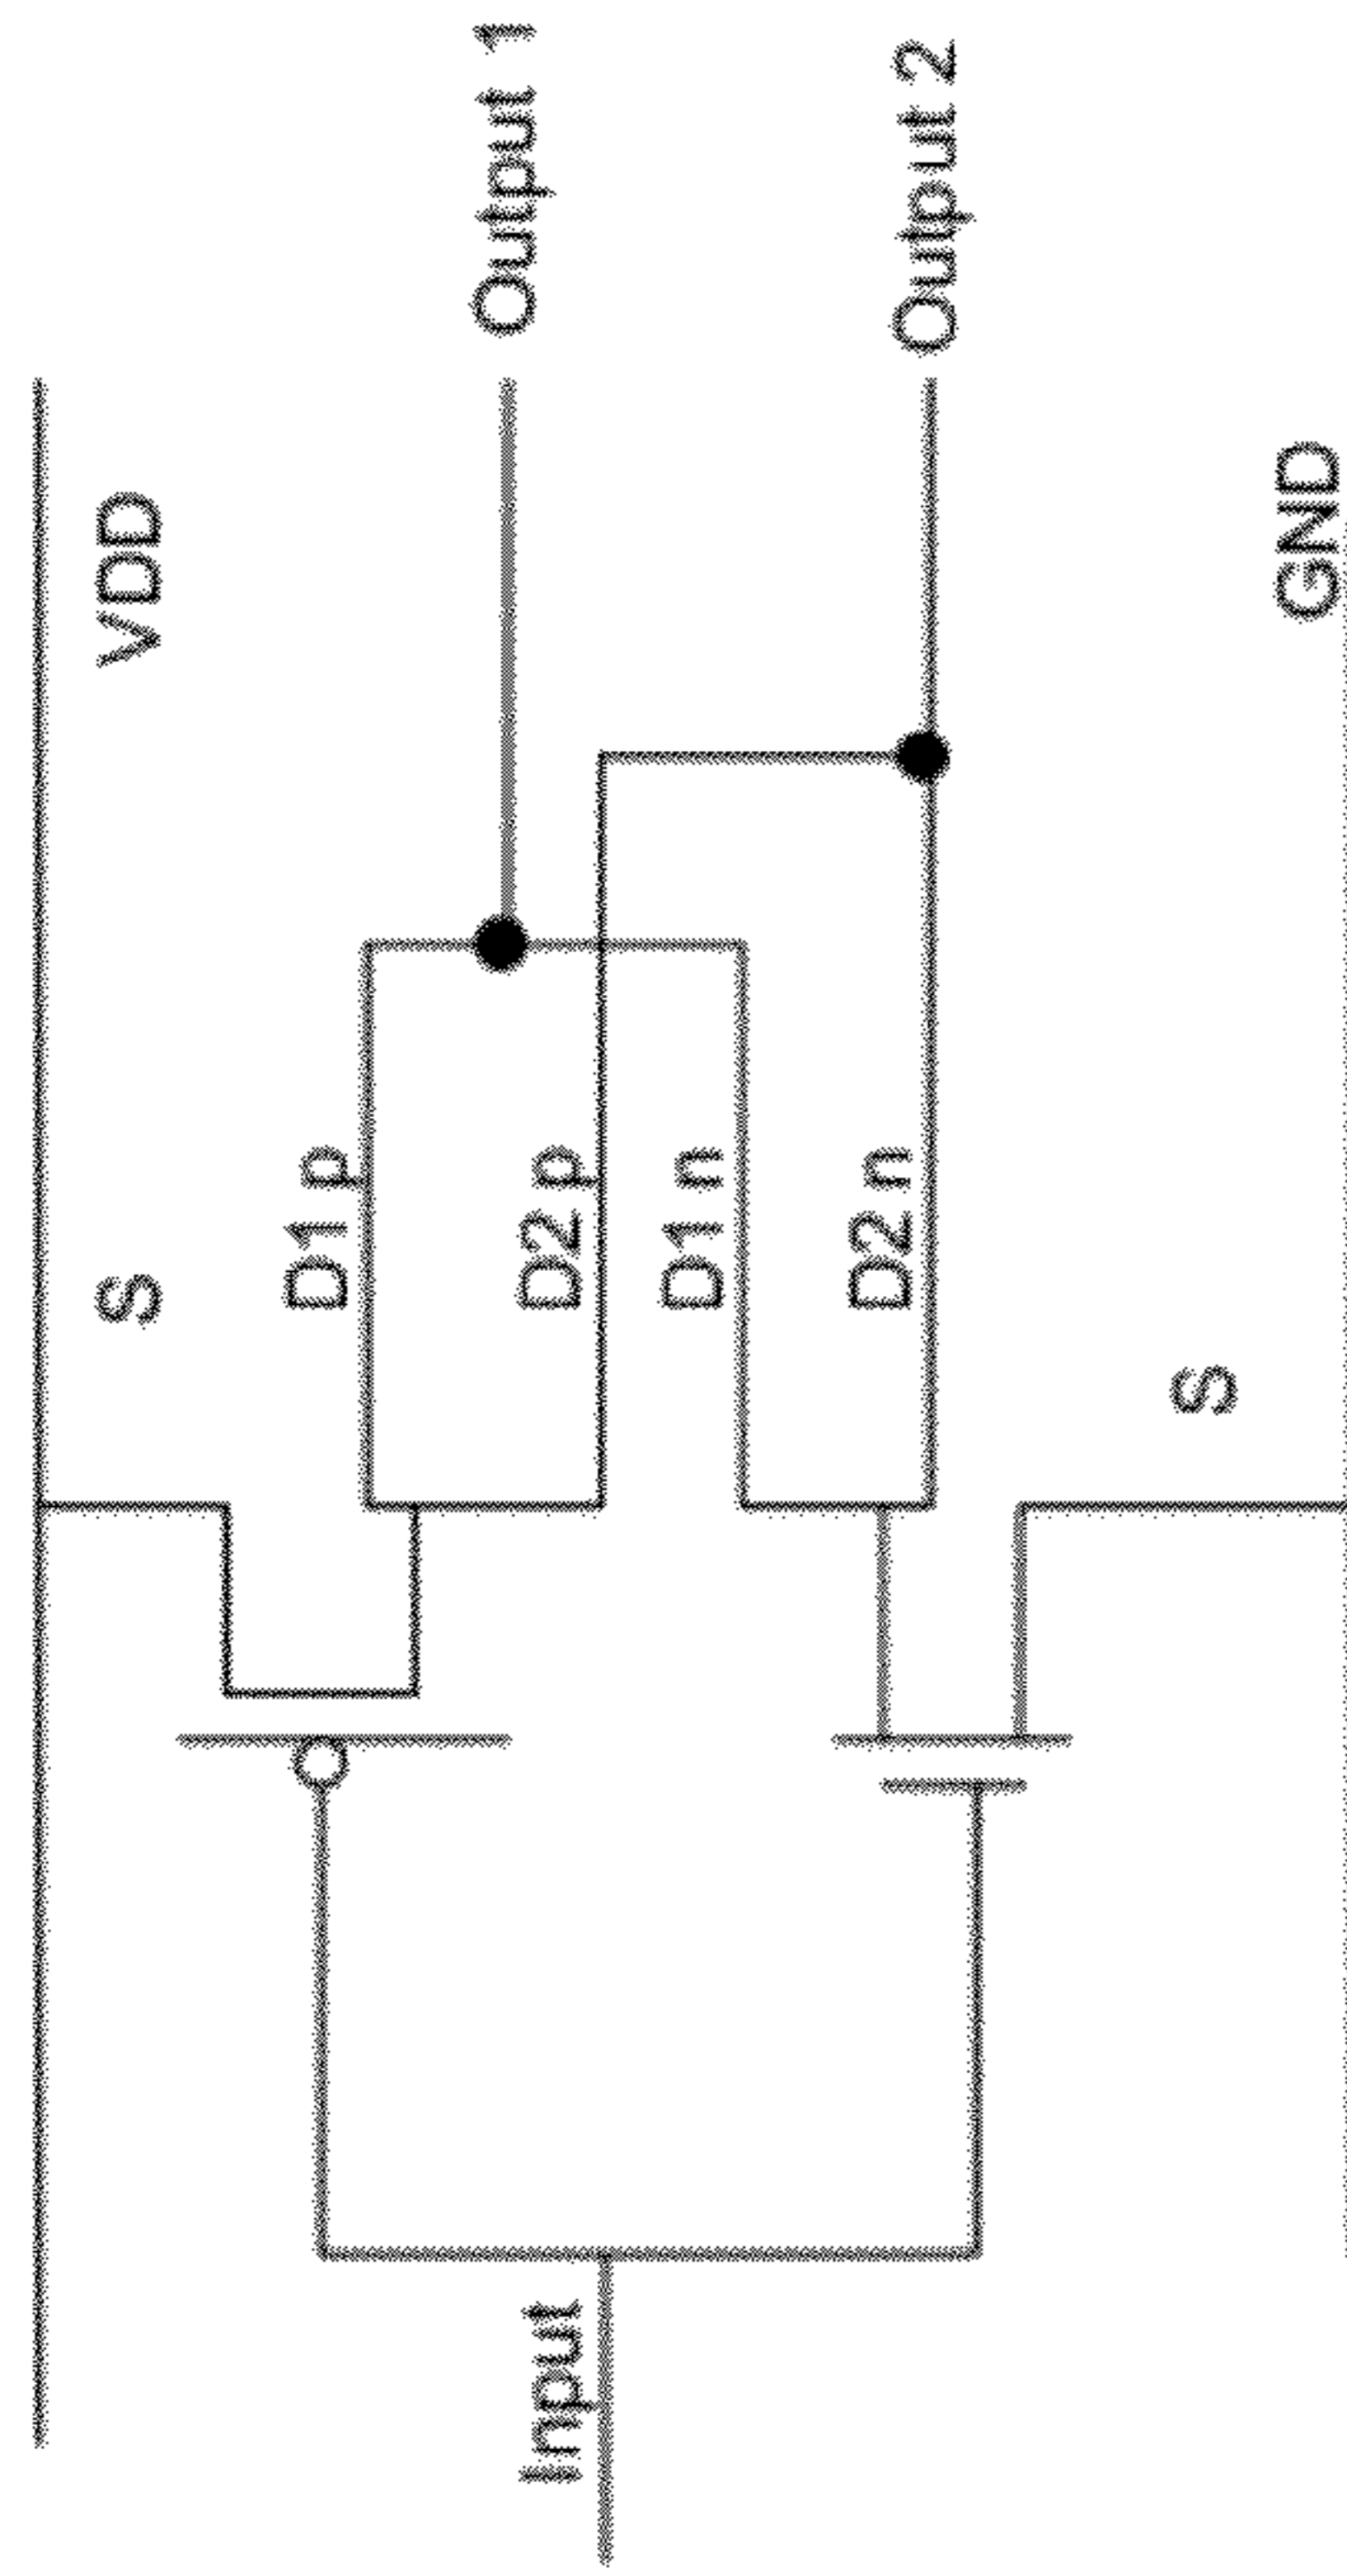 VDD
S
Output 1
D1 p
D2 p
Input
D1 n
D2 n
Output 2
S
GND